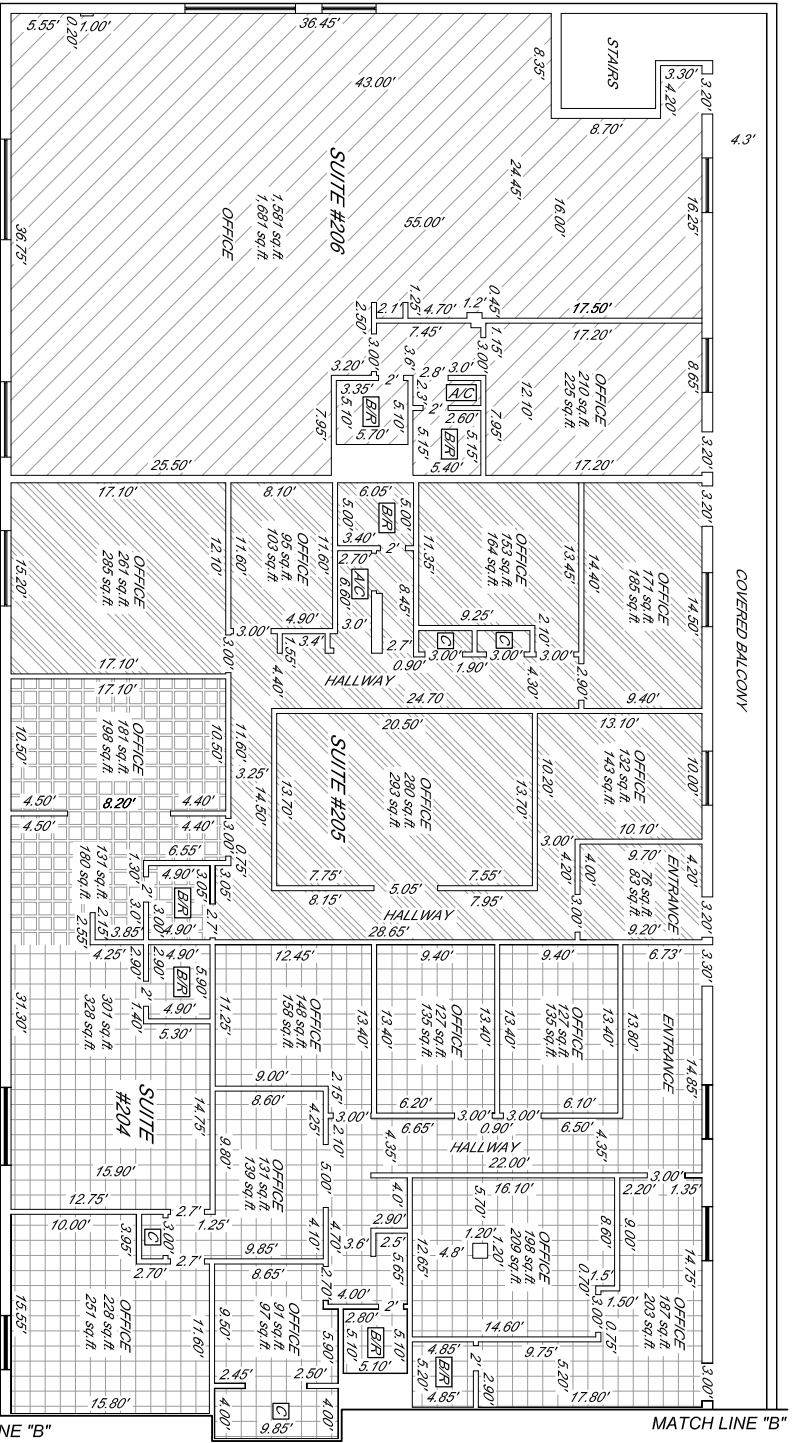 5.55'
0.20'
1.00'
36.45'
43.00'
8.35'
STAIRS
3.30'
4.20'
3.20'
8.70'
4.3'
SUITE #206
1,581 sq.ft
1,681 sq.ft
OFFICE
24.45'
16.00'
16.25'
55.00'
36.75'
2.50'
2.1'
1.25'
4.70'
1.2'
0.45'
17.50'
7.45'
1.15'
17.20'
3.00'
3.6'
3.00'
8.65'
3.20'
2'
2.8'
3.0'
3.35'
5.10'
B/R
5.10'
5.70'
2.3'
A/C
2'
2.60'
12.10'
OFFICE
210 sq.ft
225 sq.ft
7.95'
5.15'
B/R
5.15'
7.95'
5.40'
3.20'
25.50'
17.20'
17.10'
8.10'
6.05'
3.20'
15.20'
OFFICE
261 sq.ft
285 sq.ft
12.10'
11.60'
OFFICE
95 sq.ft
103 sq.ft
11.60'
5.00'
B/R
5.00'
3.40'
2'
11.35'
OFFICE
153 sq.ft
164 sq.ft
13.45'
14.40'
OFFICE
171 sq.ft
185 sq.ft
14.50'
COVERED BALCONY
2.70'
A/C
6.60'
8.45'
4.90'
3.0'
9.25'
2.10'
3.00'
1.55'
3.4'
2.7'
C
C
0.90'
3.00'
1.90'
3.00'
3.00'
17.10'
3.00'
4.40'
HALLWAY
4.30'
2.90'
17.10'
24.70
9.40'
20.50'
13.10'
10.50'
OFFICE
181 sq.ft
198 sq.ft
10.50'
11.60'
3.25'
14.50'
13.70'
SUITE #205
OFFICE
280 sq.ft
293 sq.ft
13.70'
10.20'
OFFICE
132 sq.ft
143 sq.ft
10.00'
4.50'
8.20'
4.40'
4.50'
4.40'
3.00'
0.75'
10.10'
3.00'
6.55'
9.70'
131 sq.ft
180 sq.ft
1.30'
4.90'
3.05'
3.05'
7.75'
5.05'
7.55'
4.20'
4.00'
ENTRANCE
76 sq.ft
83 sq.ft
4.20'
2'
B/R
8.15'
7.95'
2.15'
3.0'
3.00'
HALLWAY
3.00'
9.20'
3.20'
2.55'
3.85'
4.90'
2.7'
28.65'
4.25'
4.90'
12.45'
9.40'
9.40'
6.73'
3.30'
2.90'
2.90'
B/R
5.90'
31.30'
301 sq.ft
328 sq.ft
2'
4.90'
1.40'
5.30'
11.25'
OFFICE
148 sq.ft
158 sq.ft
13.40'
13.40'
OFFICE
127 sq.ft
135 sq.ft
13.40'
13.40'
OFFICE
127 sq.ft
135 sq.ft
13.40'
13.80'
ENTRANCE
14.85'
SUITE
#204
14.75'
9.00'
8.60'
2.15'
6.20'
3.00'
3.00'
6.10'
3.00'
4.25'
2.10'
6.65'
0.90'
6.50'
4.35'
HALLWAY
4.35'
22.00'
9.80'
OFFICE
131 sq.ft
139 sq.ft
5.00'
15.90'
16.10'
3.00'
2.20'
1.35'
12.75'
2.7'
4.0'
10.00'
3.95'
3.00'
C
1.25'
4.10'
4.70'
2.90'
5.70'
1.20'
1.20'
4.8'
OFFICE
198 sq.ft
209 sq.ft
8.60'
9.00'
14.75'
2.7'
9.85'
3.6'
2.5'
5.65'
12.65'
2.70'
8.65'
2.70'
0.70'
1.5'
1.50'
15.55'
OFFICE
228 sq.ft
251 sq.ft
11.60'
9.50'
OFFICE
91 sq.ft
97 sq.ft
5.90'
4.00'
2'
2.80'
5.10'
B/R
5.10'
5.10'
14.60'
3.00'
0.75'
OFFICE
187 sq.ft
203 sq.ft
9.75'
4.85'
2'
5.20'
B/R
4.85'
2.90'
5.20'
17.80'
3.00'
2.45'
2.50'
15.80'
4.00'
C
4.00'
9.85'
NE "B"
MATCH LINE "B"